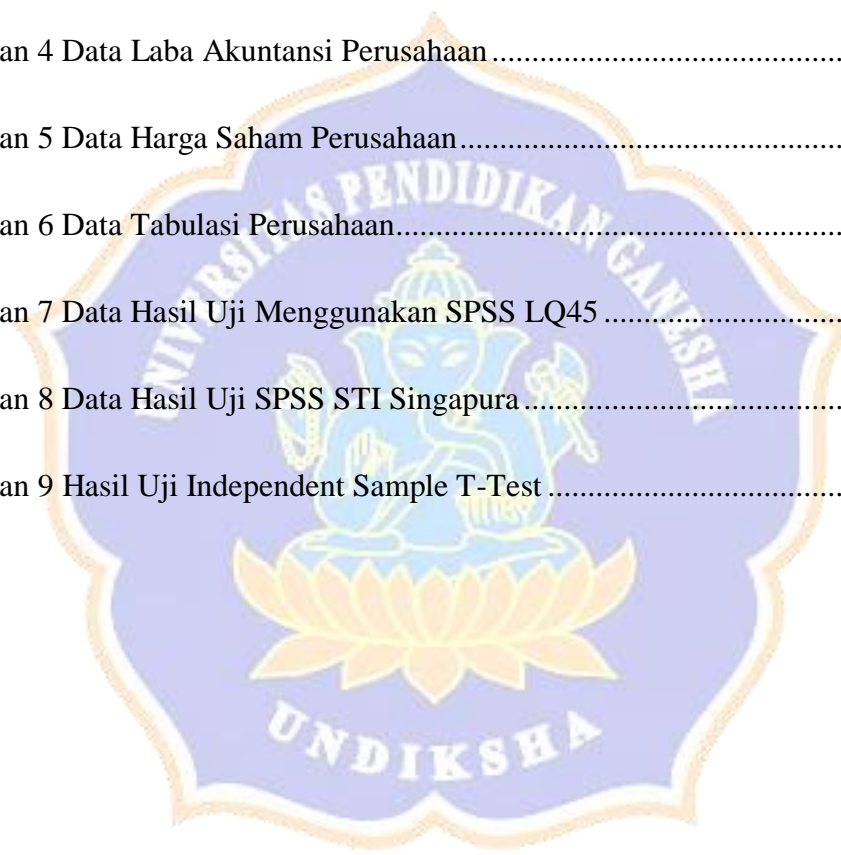 an 4 Data Laba Akuntansi Perusahaan........................................
an 5 Data Harga Saham Perusahaan............................................
an 6 Data Tabulasi Perusahaan....................................................
an 7 Data Hasil Uji Menggunakan SPSS LQ45..........................
an 8 Data Hasil Uji SPSS STI Singapura....................................
an 9 Hasil Uji Independent Sample T-Test.................................
UNIVERSITAS PENDIDIKAN GANESHA
UNDIKSHA